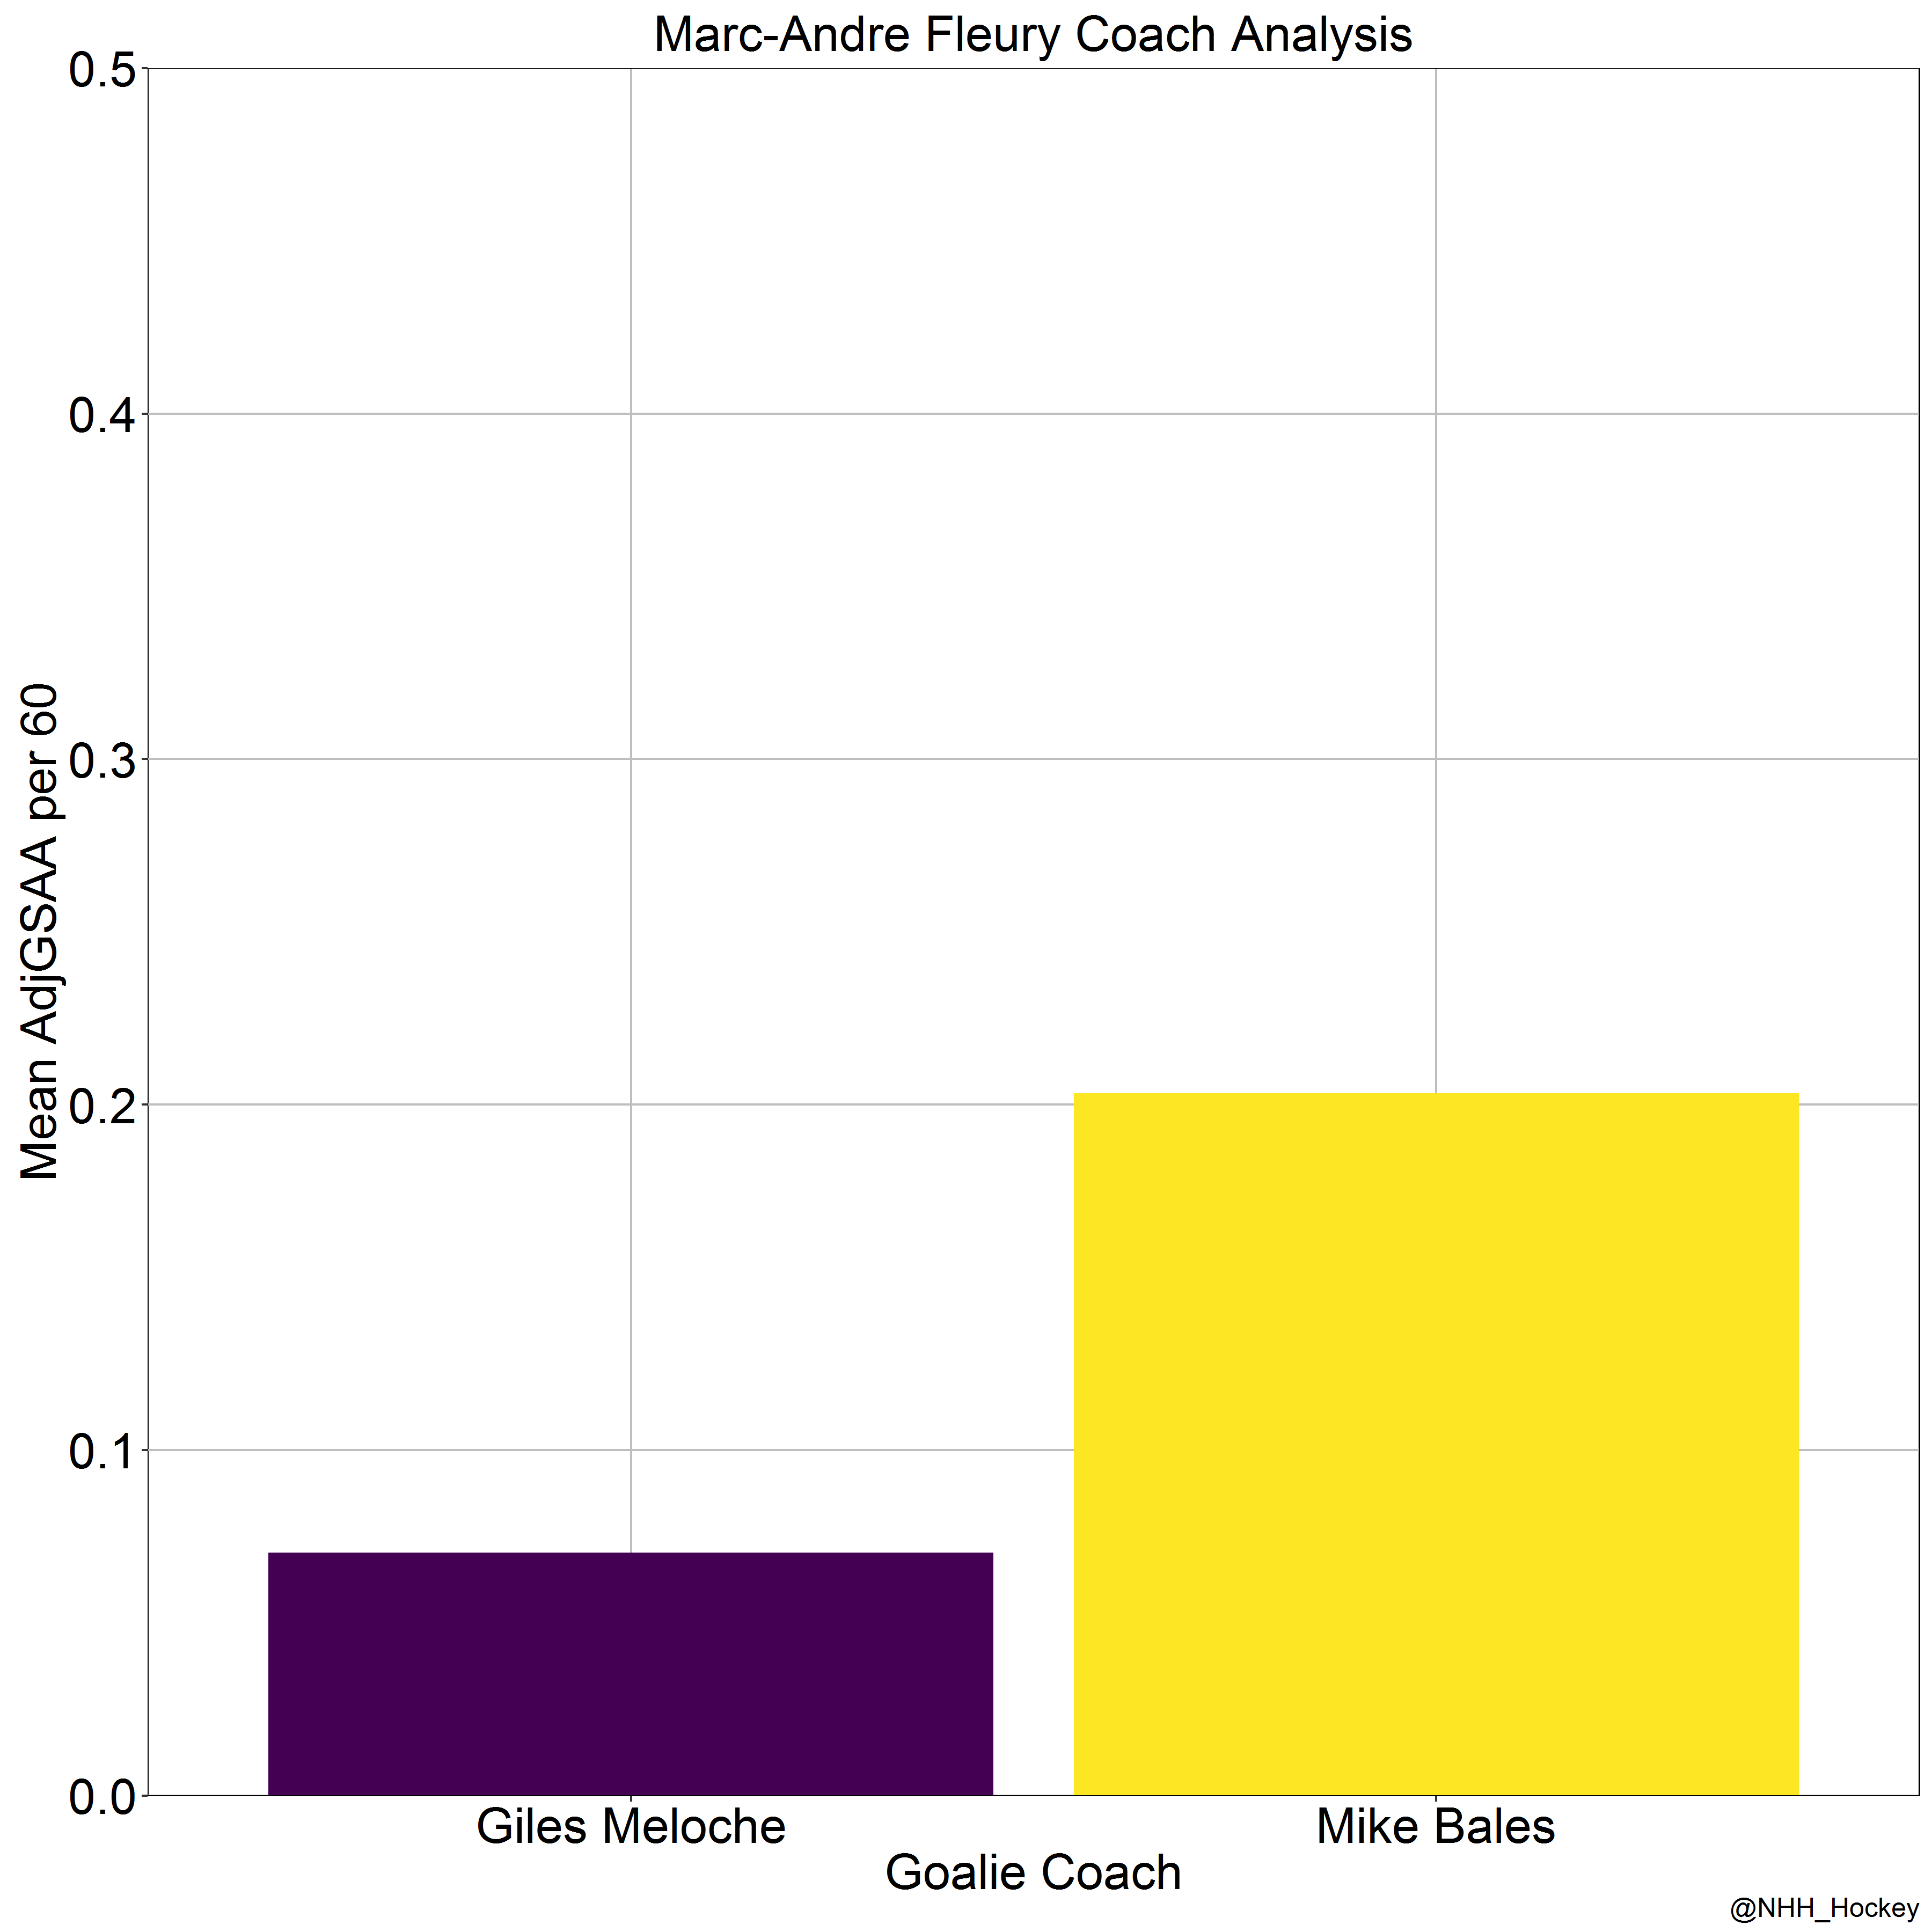 Marc-Andre Fleury Coach Analysis
Mean AdjGSAA per 60
0.5
0.4
0.3
0.2
0.1
0.0
Giles Meloche
Mike Bales
Goalie Coach
@NHH_Hockey